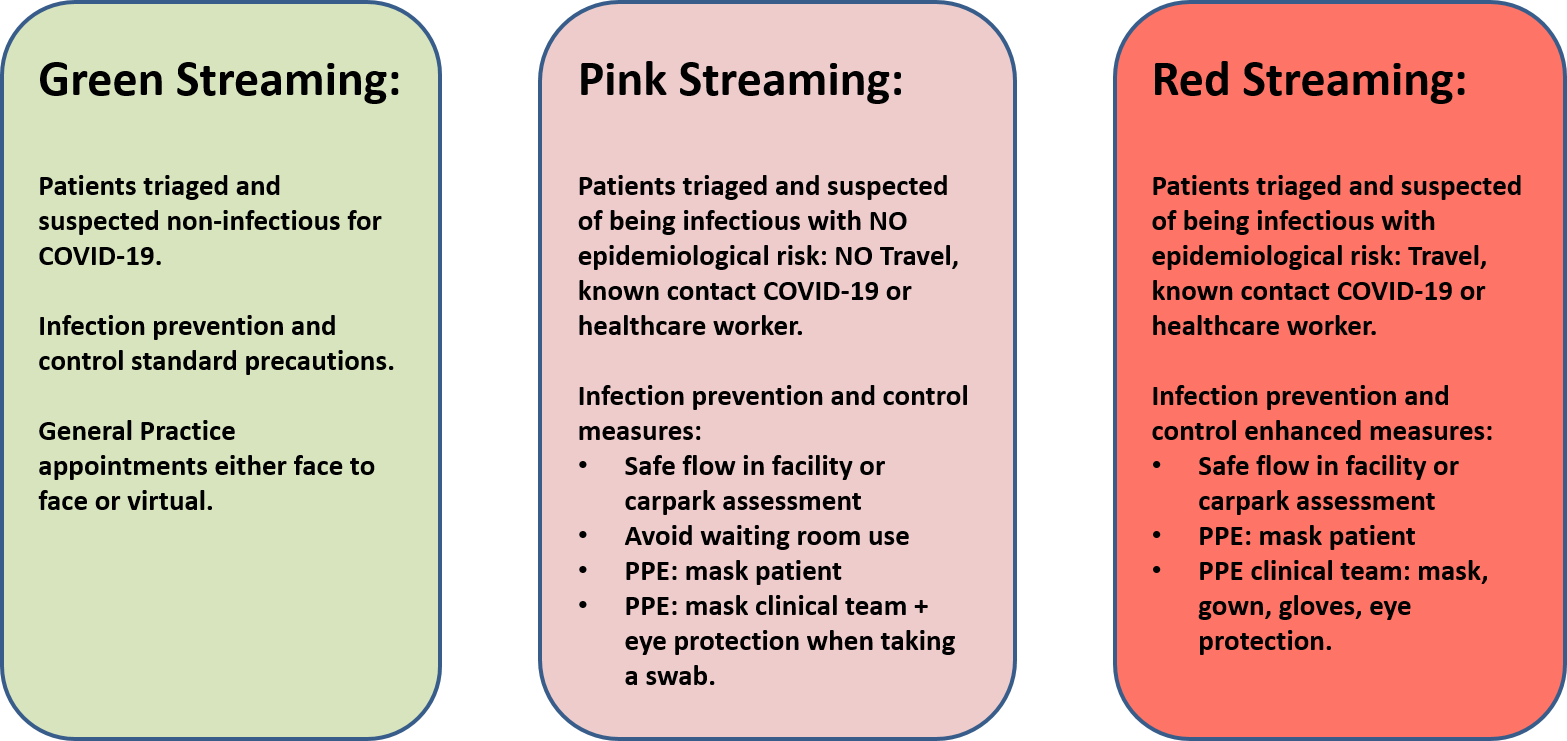 Green Streaming:
Patients triaged and
suspected non-infectious for
COVID-19.
Infection prevention and
control standard precautions.
General Practice
appointments either face to
face or virtual.
Pink Streaming:
Patients triaged and suspected
of being infectious with NO
epidemiological risk: NO Travel,
known contact COVID-19 or
healthcare worker.
Infection prevention and control
measures:
• Safe flow in facility or
carpark assessment
• Avoid waiting room use
• PPE: mask patient
• PPE: mask clinical team +
eye protection when taking
a swab.
Red Streaming:
Patients triaged and suspected
of being infectious with
epidemiological risk: Travel,
known contact COVID-19 or
healthcare worker.
Infection prevention and
control enhanced measures:
• Safe flow in facility or
carpark assessment
• PPE: mask patient
• PPE clinical team: mask,
gown, gloves, eye
protection.